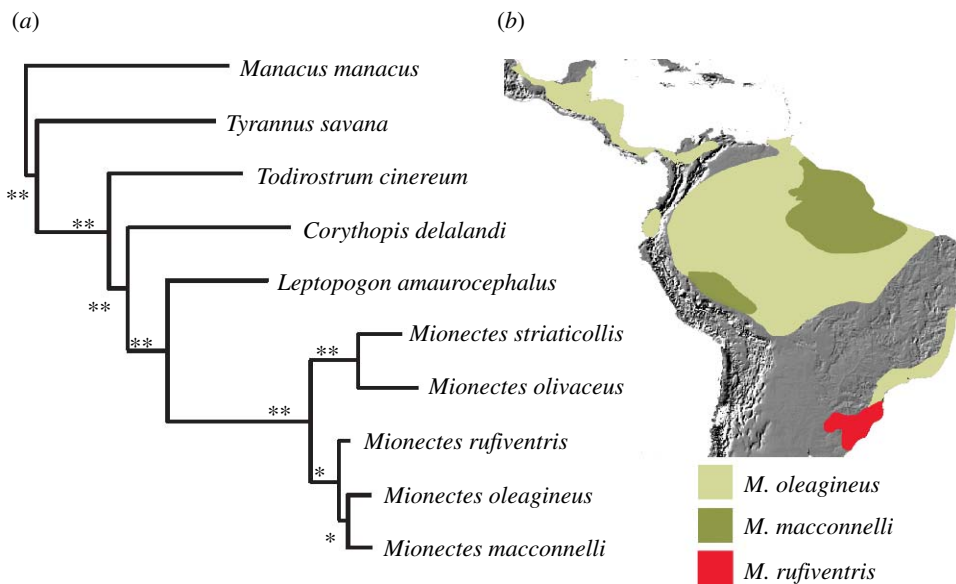 (a)
Manacus manacus
Tyrannus savana
**
Todirostrum cinereum
**
Corythopis delalandi
**
Leptopogon amaurocephalus
**
Mionectes striaticollis
**
Mionectes olivaceus
**
Mionectes rufiventris
*
Mionectes oleagineus
*
Mionectes macconnelli
(b)
M. oleagineus
M. macconnelli
M. rufiventris